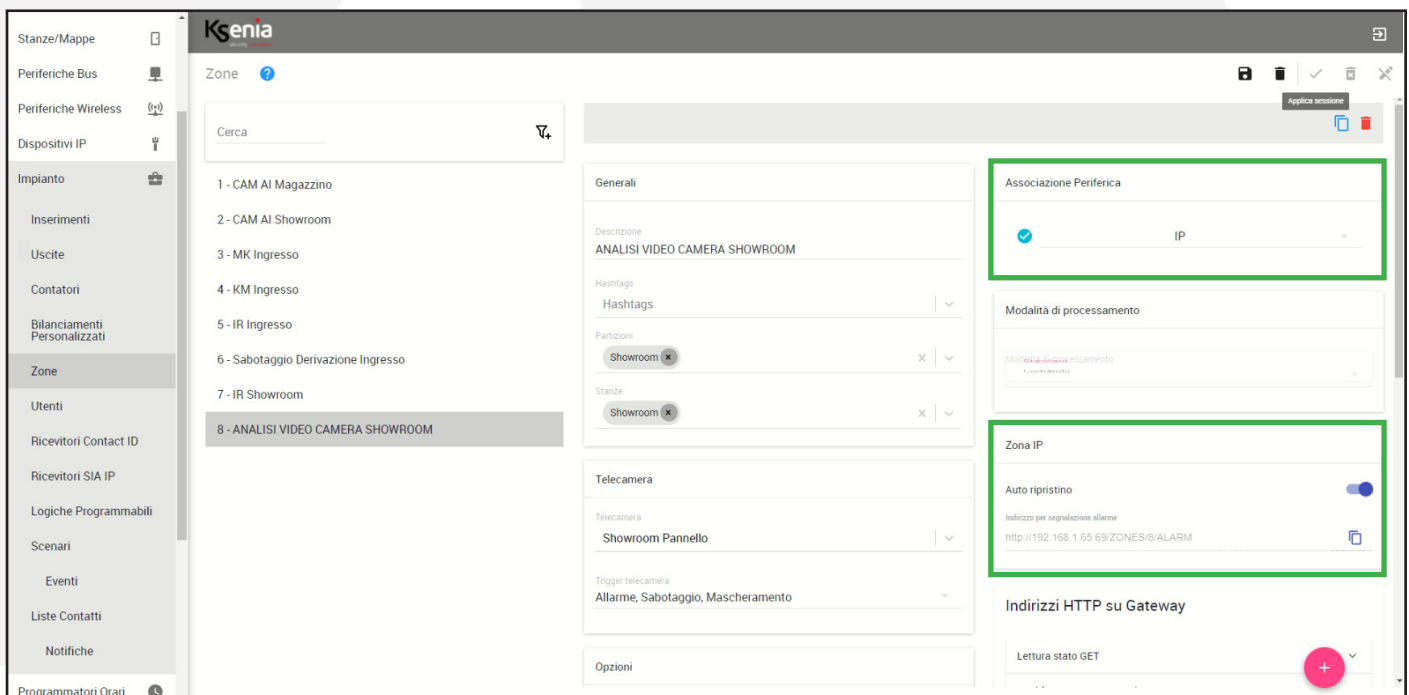 Stanze/Mappe
Periferiche Bus
Periferiche Wireless
Dispositivi IP
Impianto
Inserimenti
Uscite
Contatori
Bilanciamenti
Personalizzati
Zone
Utenti
Ricevitori Contact ID
Ricevitori SIA IP
Logiche Programmabili
Scenari
Eventi
Liste Contatti
Notifiche
Programmatori Orari
Ksenia
Zone
Applica sessione
Cerca
1 - CAM AI Magazzino
2 - CAM AI Showroom
3 - MK Ingresso
4 - KM Ingresso
5 - IR Ingresso
6 - Sabotaggio Derivazione Ingresso
7 - IR Showroom
8 - ANALISI VIDEO CAMERA SHOWROOM
Generali
Descrizione
ANALISI VIDEO CAMERA SHOWROOM
Hashtags
Hashtags
Partizioni
Showroom
Stanze
Showroom
Telecamera
Telecamera
Showroom Pannello
Trigger telecamera
Allarme, Sabotaggio, Mascheramento
Opzioni
Associazione Periferica
IP
Modalità di processamento
Zona IP
Auto ripristino
Indirizzo per segnalazione allarme
http://192.168.1.65:69/ZONES/8/ALARM
Indirizzi HTTP su Gateway
Lettura stato GET